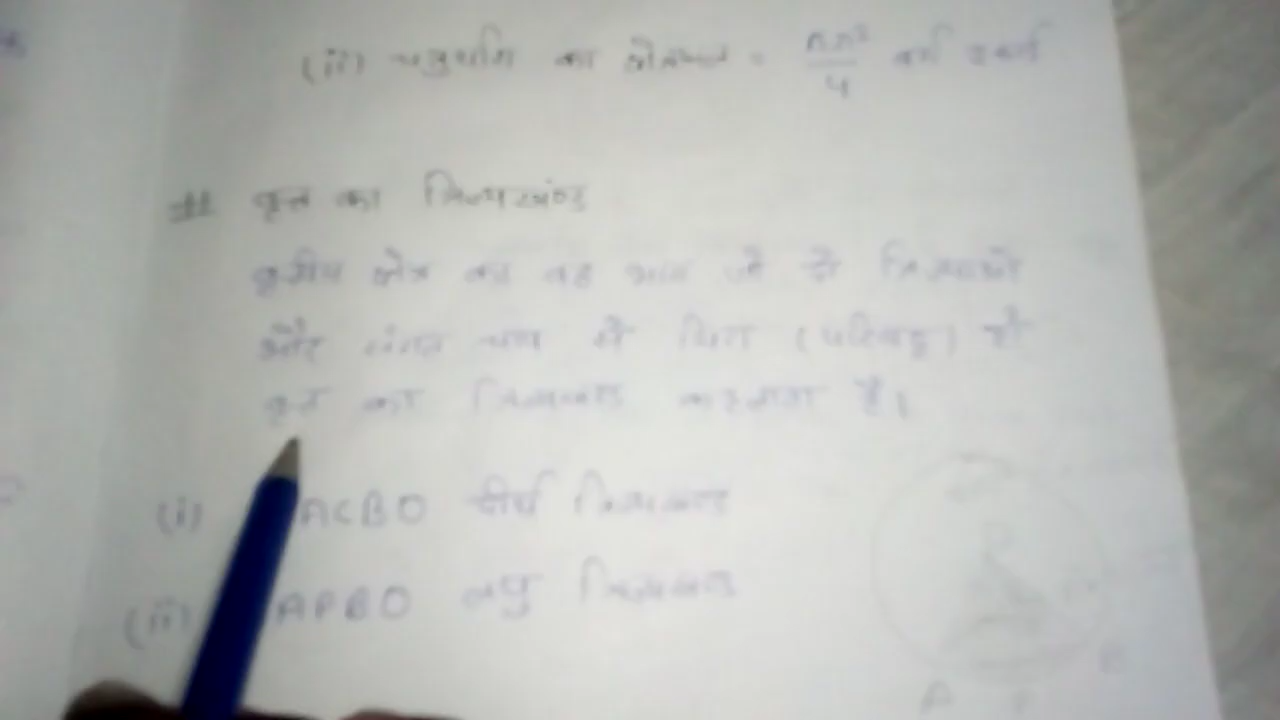 (ii) चतुर्थांश का क्षेत्रफल = πr²/4 वर्ग इकाई
# वृत्त का त्रिज्यखंड
वृत्तीय क्षेत्र का वह भाग जो दो त्रिज्याओं
और संगत चाप से घिरा (परिबद्ध) हो
वृत्त का त्रिज्यखंड कहलाता है।
(i) ACBO दीर्घ त्रिज्यखंड
(ii) APBO लघु त्रिज्यखंड
O
A P B